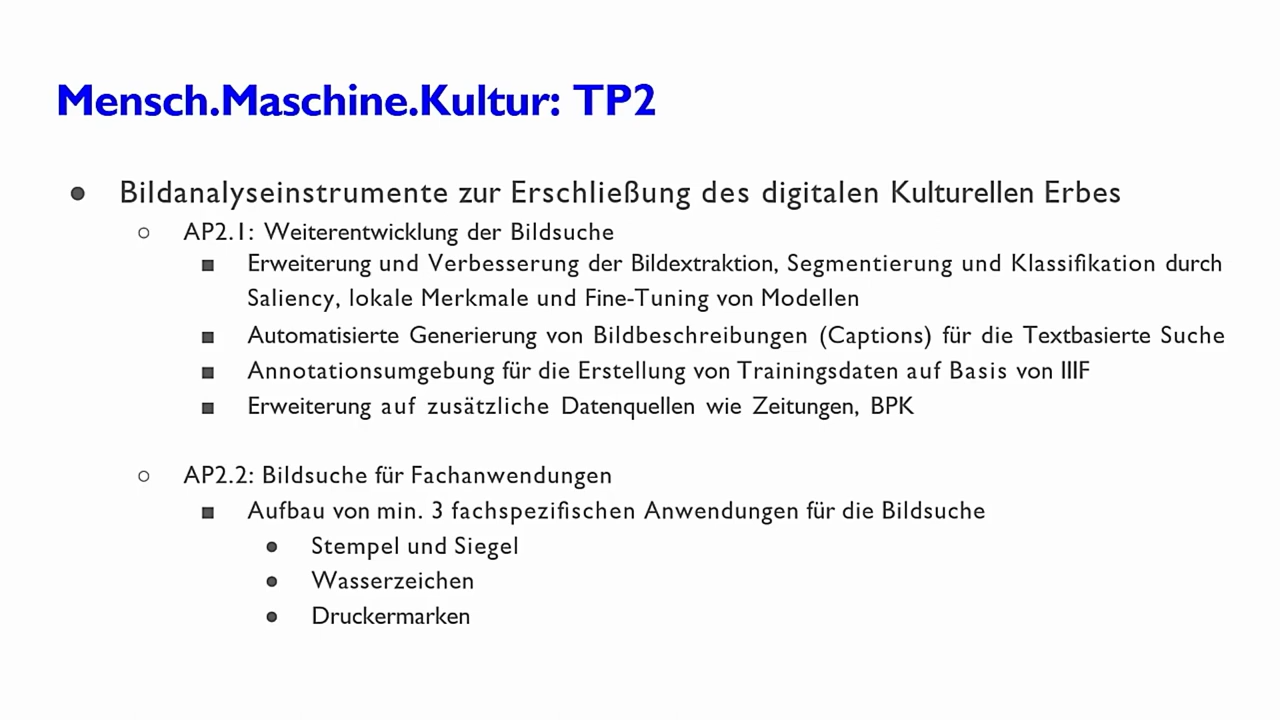 Mensch.Maschine.Kultur: TP2
● Bildanalyseinstrumente zur Erschließung des digitalen Kulturellen Erbes
○ AP2.1: Weiterentwicklung der Bildsuche
■ Erweiterung und Verbesserung der Bildextraktion, Segmentierung und Klassifikation durch
Saliency, lokale Merkmale und Fine-Tuning von Modellen
■ Automatisierte Generierung von Bildbeschreibungen (Captions) für die Textbasierte Suche
■ Annotationsumgebung für die Erstellung von Trainingsdaten auf Basis von IIIF
■ Erweiterung auf zusätzliche Datenquellen wie Zeitungen, BPK
○ AP2.2: Bildsuche für Fachanwendungen
■ Aufbau von min. 3 fachspezifischen Anwendungen für die Bildsuche
● Stempel und Siegel
● Wasserzeichen
● Druckermarken